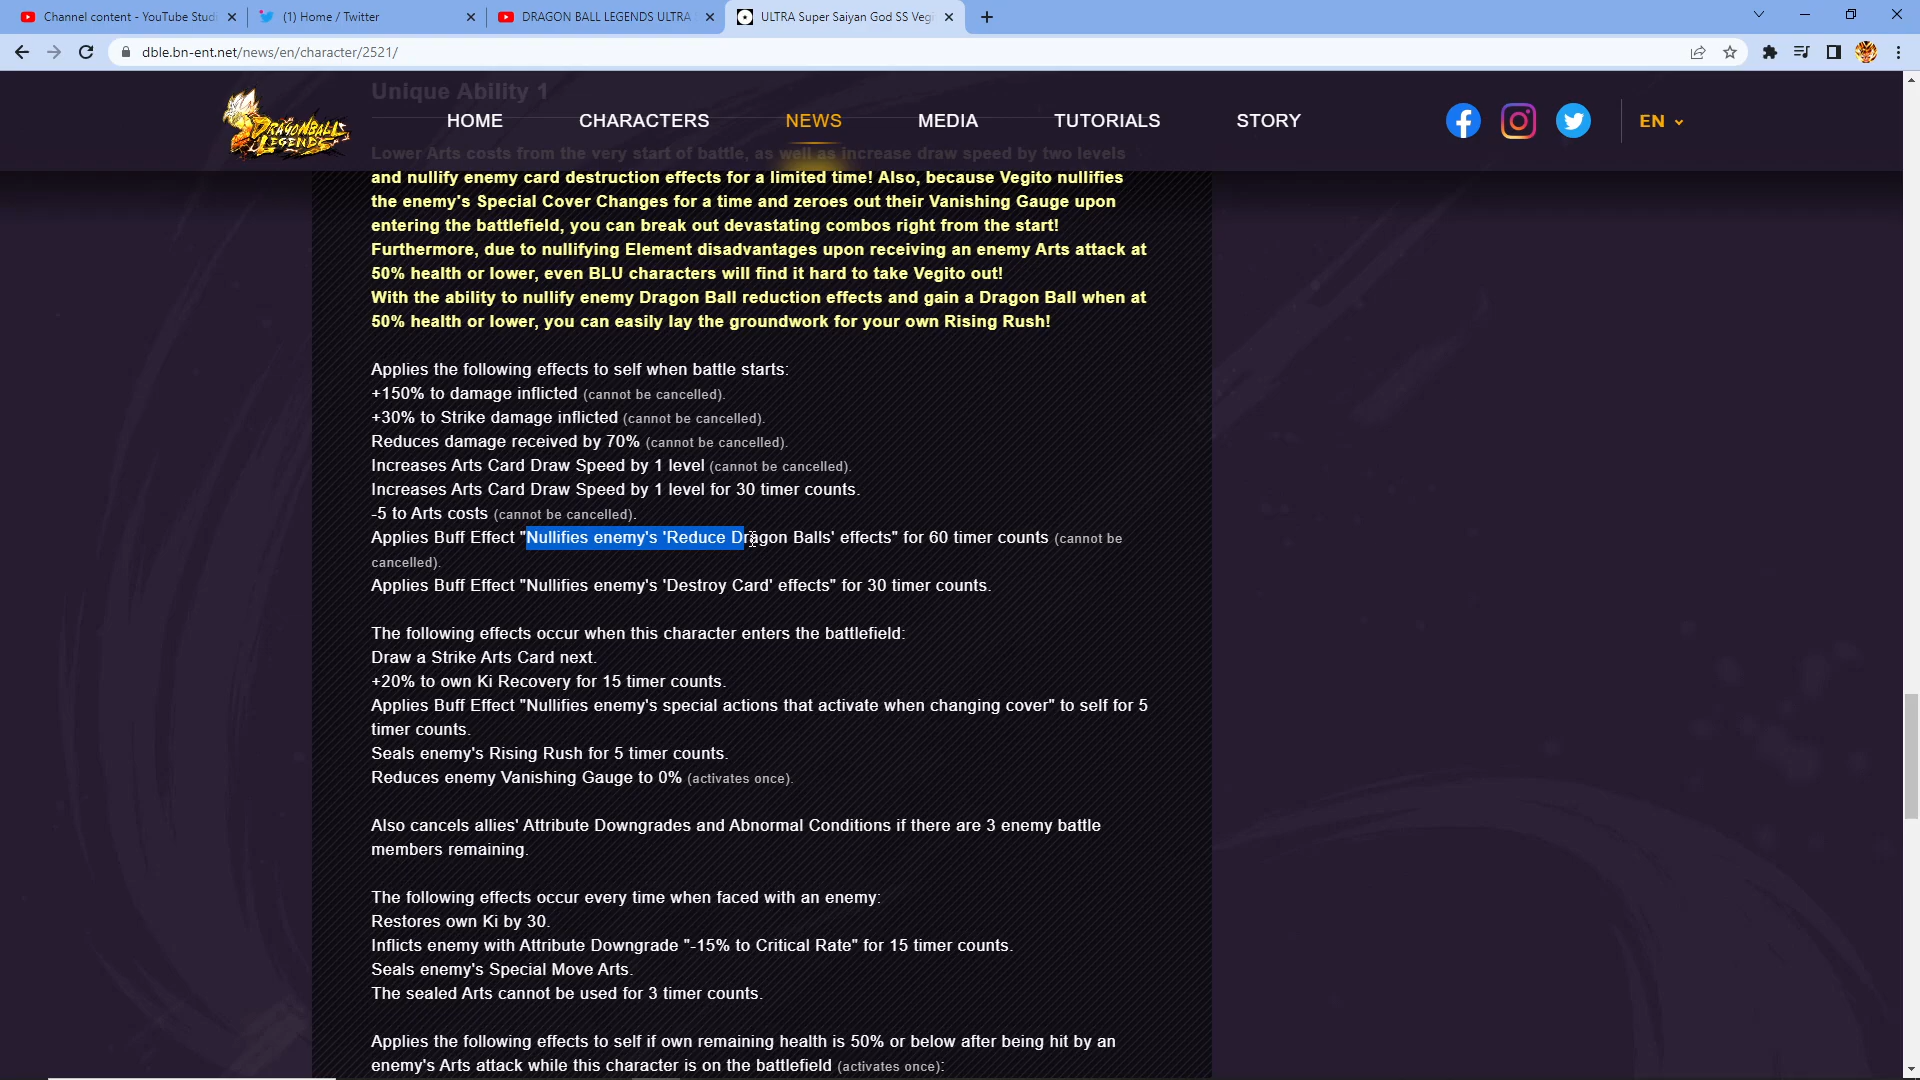 Channel content - YouTube Studi
(1) Home / Twitter
DRAGON BALL LEGENDS ULTRA
ULTRA Super Saiyan God SS Veg
dble.bn-ent.net/news/en/character/2521/
DRAGONBALL
LEGENDS
HOME
CHARACTERS
NEWS
MEDIA
TUTORIALS
STORY
EN
Unique Ability 1
Lower Arts costs from the very start of battle, as well as increase draw speed by two levels
and nullify enemy card destruction effects for a limited time! Also, because Vegito nullifies
the enemy's Special Cover Changes for a time and zeroes out their Vanishing Gauge upon
entering the battlefield, you can break out devastating combos right from the start!
Furthermore, due to nullifying Element disadvantages upon receiving an enemy Arts attack at
50% health or lower, even BLU characters will find it hard to take Vegito out!
With the ability to nullify enemy Dragon Ball reduction effects and gain a Dragon Ball when at
50% health or lower, you can easily lay the groundwork for your own Rising Rush!
Applies the following effects to self when battle starts:
+150% to damage inflicted (cannot be cancelled).
+30% to Strike damage inflicted (cannot be cancelled).
Reduces damage received by 70% (cannot be cancelled).
Increases Arts Card Draw Speed by 1 level (cannot be cancelled).
Increases Arts Card Draw Speed by 1 level for 30 timer counts.
-5 to Arts costs (cannot be cancelled).
Applies Buff Effect "Nullifies enemy's 'Reduce Dragon Balls' effects" for 60 timer counts (cannot be
cancelled).
Applies Buff Effect "Nullifies enemy's 'Destroy Card' effects" for 30 timer counts.
The following effects occur when this character enters the battlefield:
Draw a Strike Arts Card next.
+20% to own Ki Recovery for 15 timer counts.
Applies Buff Effect "Nullifies enemy's special actions that activate when changing cover" to self for 5
timer counts.
Seals enemy's Rising Rush for 5 timer counts.
Reduces enemy Vanishing Gauge to 0% (activates once).
Also cancels allies' Attribute Downgrades and Abnormal Conditions if there are 3 enemy battle
members remaining.
The following effects occur every time when faced with an enemy:
Restores own Ki by 30.
Inflicts enemy with Attribute Downgrade "-15% to Critical Rate" for 15 timer counts.
Seals enemy's Special Move Arts.
The sealed Arts cannot be used for 3 timer counts.
Applies the following effects to self if own remaining health is 50% or below after being hit by an
enemy's Arts attack while this character is on the battlefield (activates once):